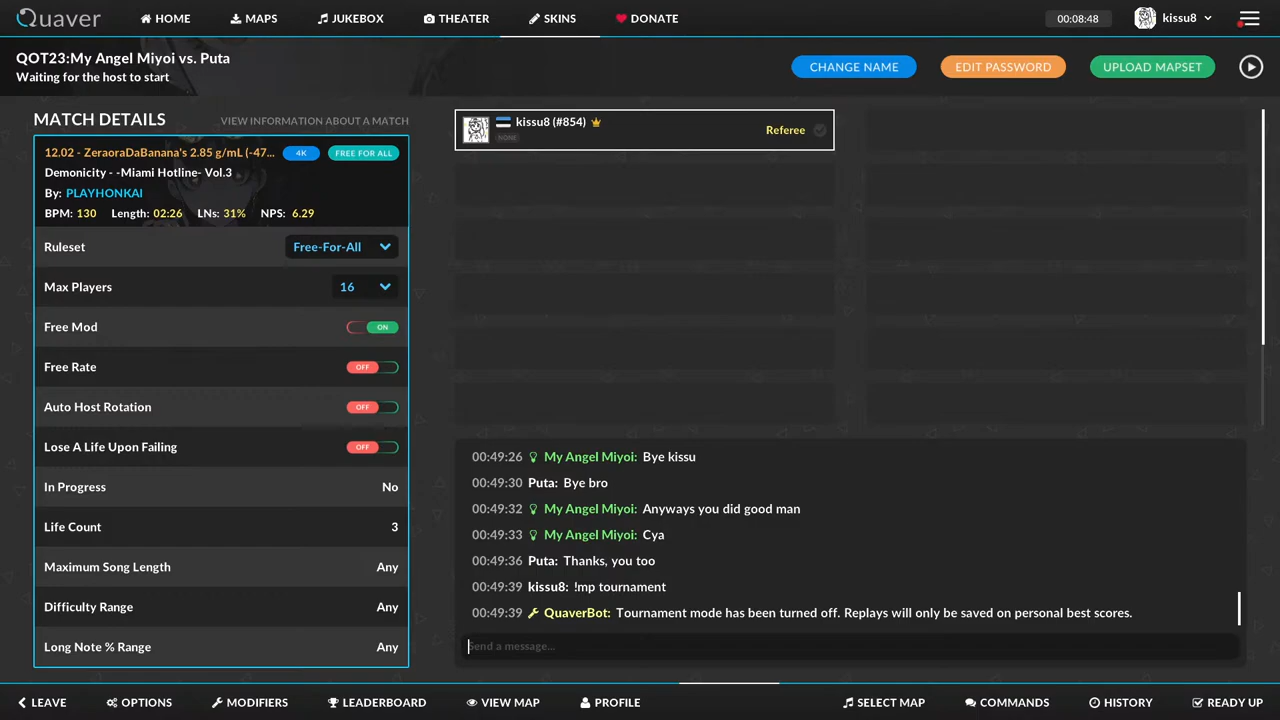 Quaver
HOME
MAPS
JUKEBOX
THEATER
SKINS
DONATE
00:08:48
kissu8
QOT23:My Angel Miyoi vs. Puta
Waiting for the host to start
CHANGE NAME
EDIT PASSWORD
UPLOAD MAPSET
MATCH DETAILS
VIEW INFORMATION ABOUT A MATCH
12.02 - ZeraoraDaBanana's 2.85 g/mL (-47...
4K
FREE FOR ALL
Demonicity - -Miami Hotline- Vol.3
By: PLAYHONKAI
BPM: 130 Length: 02:26 LNs: 31% NPS: 6.29
Ruleset Free-For-All
Max Players 16
Free Mod ON
Free Rate OFF
Auto Host Rotation OFF
Lose A Life Upon Failing OFF
In Progress No
Life Count 3
Maximum Song Length Any
Difficulty Range Any
Long Note % Range Any
kissu8 (#854)
NONE
Referee
00:49:26 My Angel Miyoi: Bye kissu
00:49:30 Puta: Bye bro
00:49:32 My Angel Miyoi: Anyways you did good man
00:49:33 My Angel Miyoi: Cya
00:49:36 Puta: Thanks, you too
00:49:39 kissu8: !mp tournament
00:49:39 QuaverBot: Tournament mode has been turned off. Replays will only be saved on personal best scores.
Send a message...
LEAVE
OPTIONS
MODIFIERS
LEADERBOARD
VIEW MAP
PROFILE
SELECT MAP
COMMANDS
HISTORY
READY UP